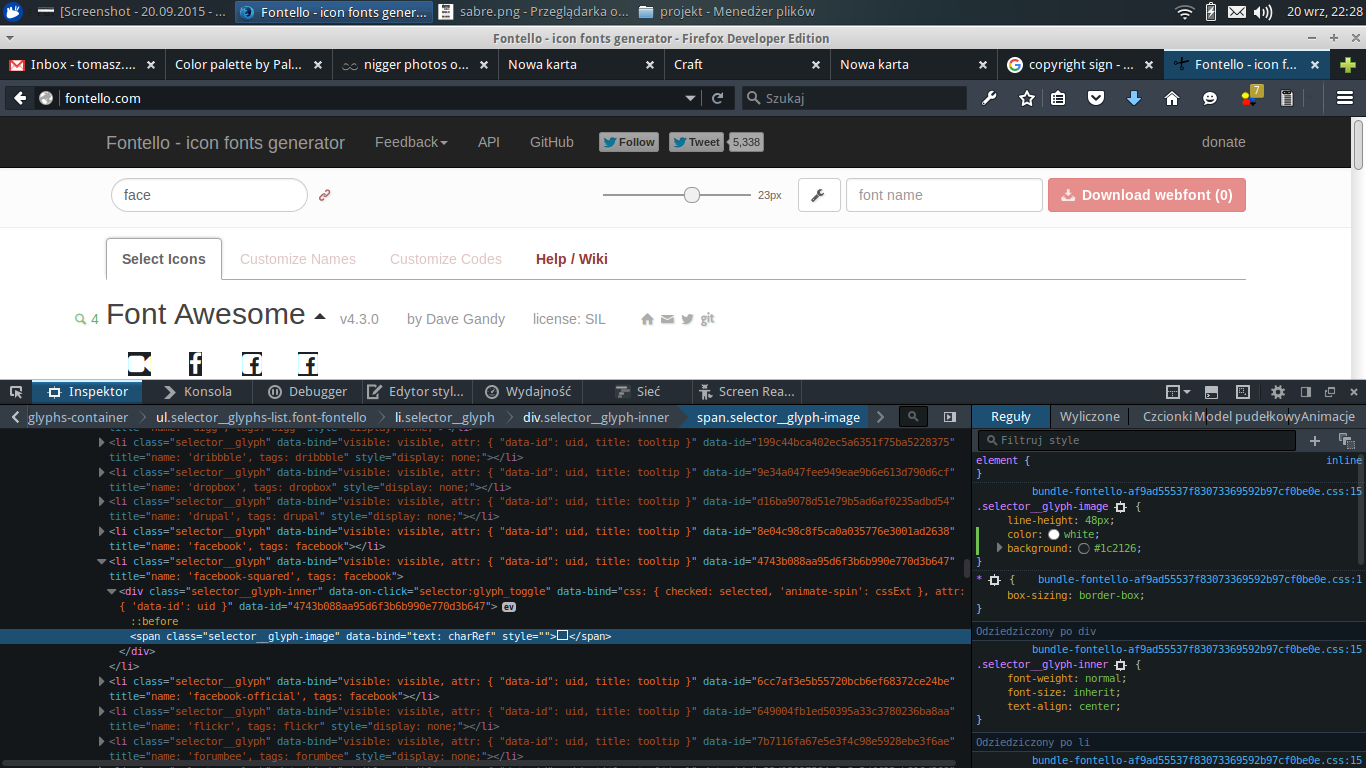 [Screenshot - 20.09.2015 - ... Fontello - icon fonts gener... sabre.png - Przeglądarka o... projekt - Menedżer plików 20 wrz, 22:28
Fontello - icon fonts generator - Firefox Developer Edition
Inbox - tomasz.... Color palette by Pal... nigger photos o... Nowa karta Craft Nowa karta copyright sign - ... Fontello - icon f...
fontello.com Szukaj 7
Fontello - icon fonts generator Feedback API GitHub Follow Tweet 5,338 donate
face 23px font name Download webfont (0)
Select Icons Customize Names Customize Codes Help / Wiki
4 Font Awesome v4.3.0 by Dave Gandy license: SIL git
Inspektor Konsola Debugger Edytor styl... Wydajność Sieć Screen Rea...
glyphs-container ul.selector__glyphs-list.font-fontello li.selector__glyph div.selector__glyph-inner span.selector__glyph-image
<li class="selector__glyph" data-bind="visible: visible, attr: { "data-id": uid, title: tooltip }" data-id="199c44bca402ec5a6351f75ba5228375"
title="name: 'dribbble', tags: dribbble" style="display: none;"></li>
<li class="selector__glyph" data-bind="visible: visible, attr: { "data-id": uid, title: tooltip }" data-id="9e34a047fee949eae9b6e613d790d6cf"
title="name: 'dropbox', tags: dropbox" style="display: none;"></li>
<li class="selector__glyph" data-bind="visible: visible, attr: { "data-id": uid, title: tooltip }" data-id="d16ba9078d51e79b5ad6af0235adbd54"
title="name: 'drupal', tags: drupal" style="display: none;"></li>
<li class="selector__glyph" data-bind="visible: visible, attr: { "data-id": uid, title: tooltip }" data-id="8e04c98c8f5ca0a035776e3001ad2638"
title="name: 'facebook', tags: facebook"></li>
<li class="selector__glyph" data-bind="visible: visible, attr: { "data-id": uid, title: tooltip }" data-id="4743b088aa95d6f3b6b990e770d3b647"
title="name: 'facebook-squared', tags: facebook">
<div class="selector__glyph-inner" data-on-click="selector:glyph_toggle" data-bind="css: { checked: selected, 'animate-spin': cssExt }, attr:
{ 'data-id': uid }" data-id="4743b088aa95d6f3b6b990e770d3b647"> ev
::before
<span class="selector__glyph-image" data-bind="text: charRef" style=""></span>
</div>
</li>
<li class="selector__glyph" data-bind="visible: visible, attr: { "data-id": uid, title: tooltip }" data-id="6cc7af3e5b55720bcb6ef68372ce24be"
title="name: 'facebook-official', tags: facebook"></li>
<li class="selector__glyph" data-bind="visible: visible, attr: { "data-id": uid, title: tooltip }" data-id="649004fb1ed50395a33c3780236ba8aa"
title="name: 'flickr', tags: flickr" style="display: none;"></li>
<li class="selector__glyph" data-bind="visible: visible, attr: { "data-id": uid, title: tooltip }" data-id="7b7116fa67e5e3f4c98e5928ebe3f6ae"
title="name: 'forumbee', tags: forumbee" style="display: none;"></li>
Reguły Wyliczone Czcionki Model pudełkowy Animacje
Filtruj style
element { inline
}
bundle-fontello-af9ad55537f83073369592b97cf0be0e.css:15
.selector__glyph-image {
line-height: 48px;
color: white;
background: #1c2126;
}
* { bundle-fontello-af9ad55537f83073369592b97cf0be0e.css:1
box-sizing: border-box;
}
Odziedziczony po div
bundle-fontello-af9ad55537f83073369592b97cf0be0e.css:15
.selector__glyph-inner {
font-weight: normal;
font-size: inherit;
text-align: center;
}
Odziedziczony po li
bundle-fontello-af9ad55537f83073369592b97cf0be0e.css:15